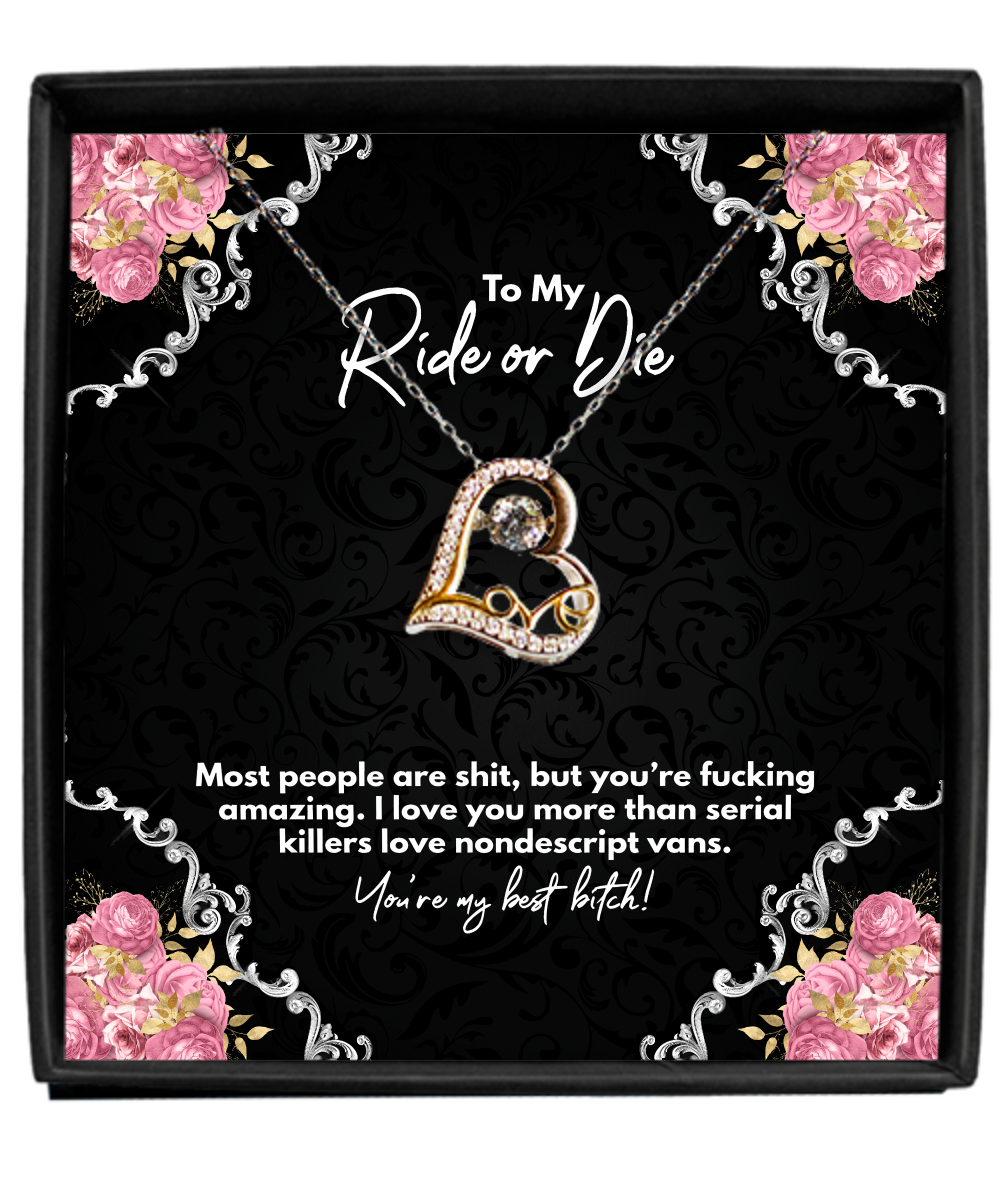 To My
Ride or Die
Love
Most people are shit, but you’re fucking
amazing. I love you more than serial
killers love nondescript vans.
You’re my best bitch!